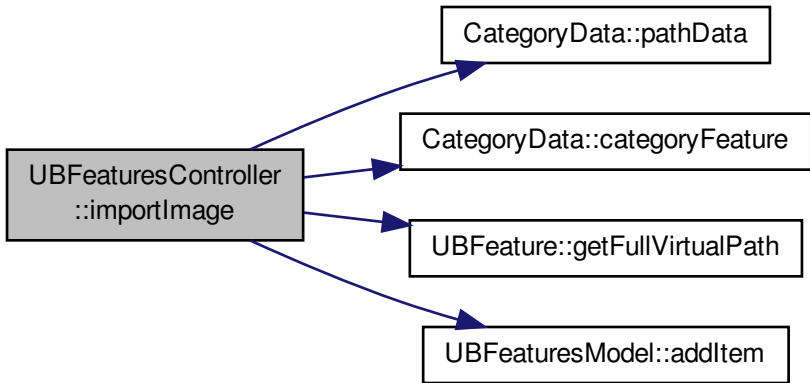 CategoryData::pathData
CategoryData::categoryFeature
UBFeaturesController
::importImage
UBFeature::getFullVirtualPath
UBFeaturesModel::addItem